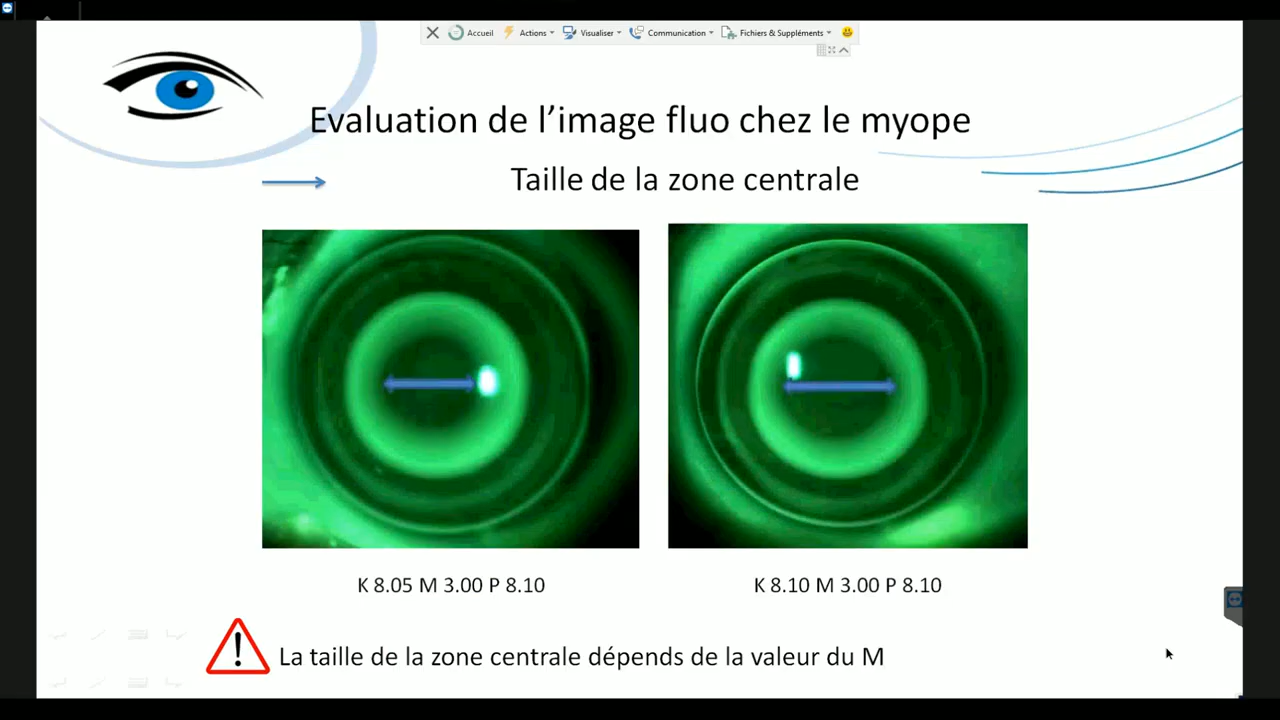 Accueil Actions Visualiser Communication Fichiers & Suppléments
Evaluation de l’image fluo chez le myope
Taille de la zone centrale
K 8.05 M 3.00 P 8.10
K 8.10 M 3.00 P 8.10
!
La taille de la zone centrale dépends de la valeur du M